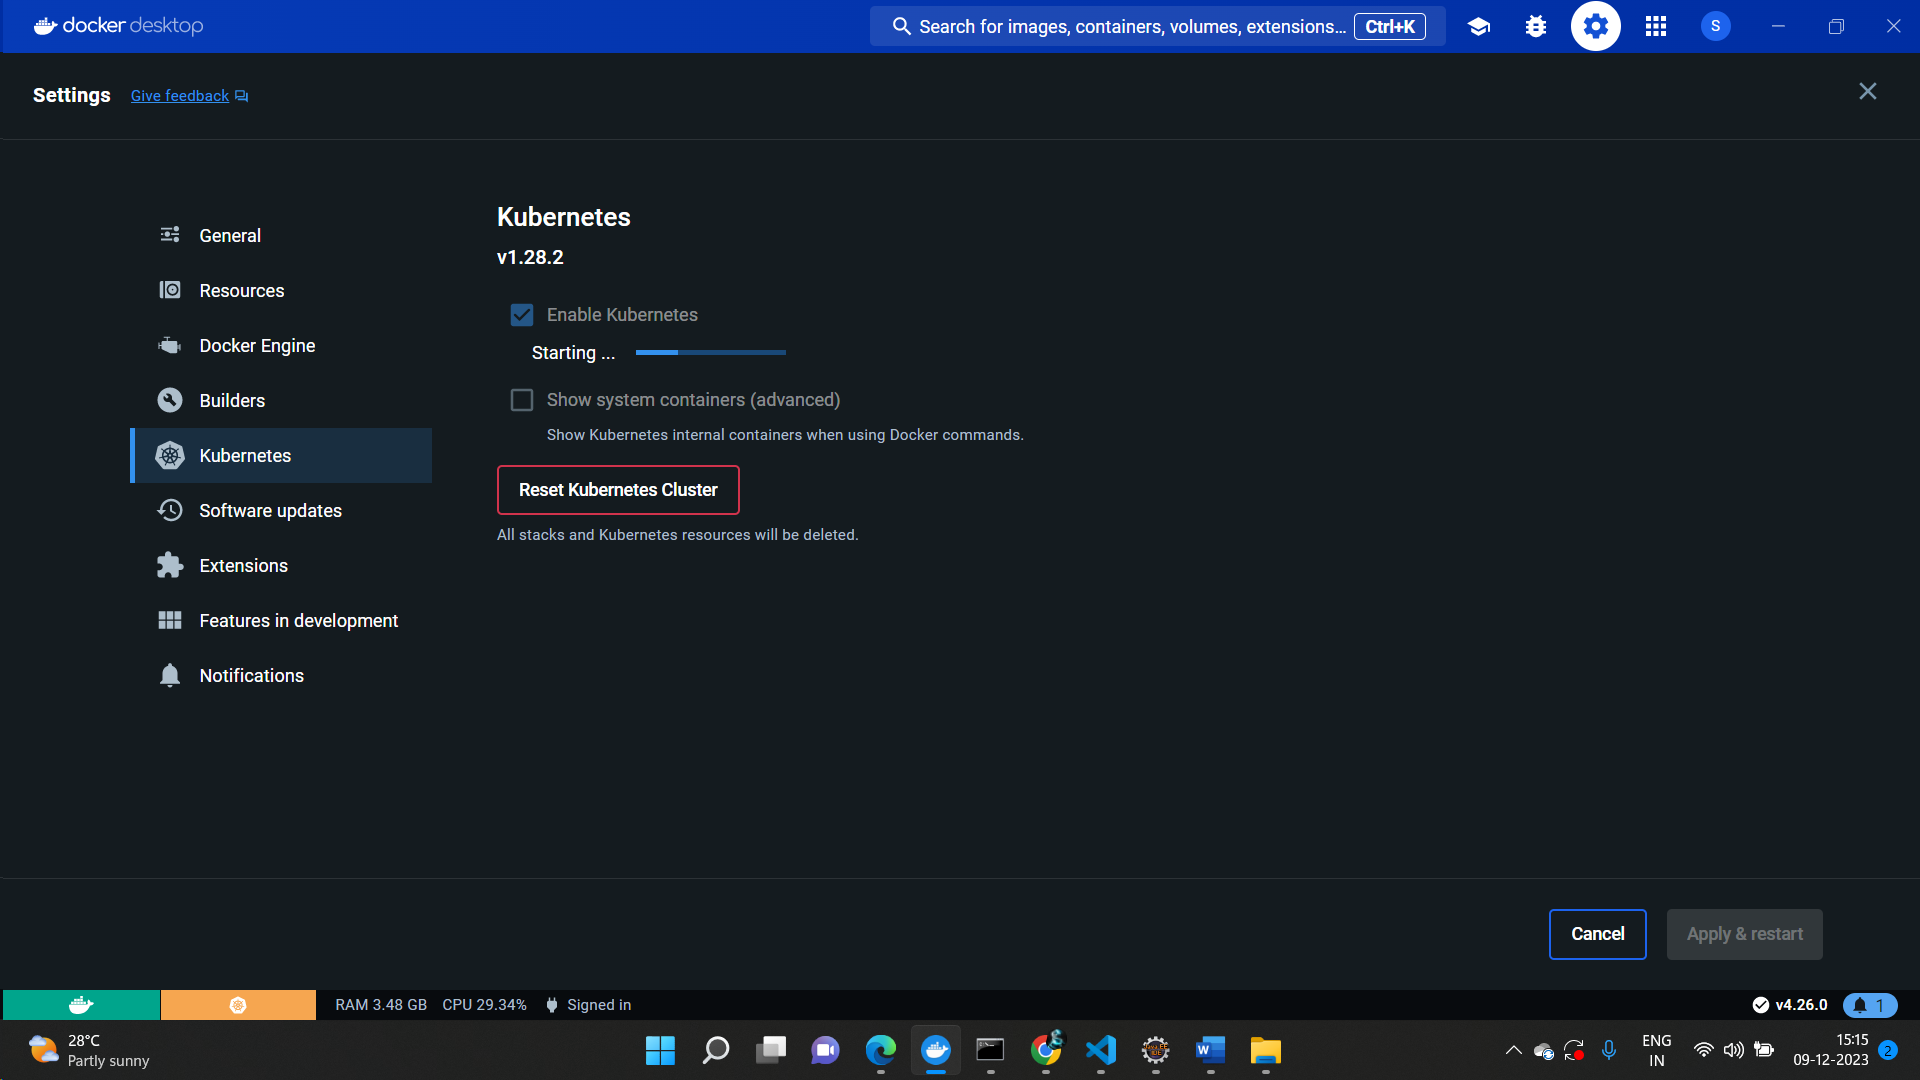 docker desktop
Search for images, containers, volumes, extensions... Ctrl+K
S
Settings Give feedback
General
Resources
Docker Engine
Builders
Kubernetes
Software updates
Extensions
Features in development
Notifications
Kubernetes
v1.28.2
Enable Kubernetes
Starting ...
Show system containers (advanced)
Show Kubernetes internal containers when using Docker commands.
Reset Kubernetes Cluster
All stacks and Kubernetes resources will be deleted.
Cancel Apply & restart
RAM 3.48 GB CPU 29.34% Signed in v4.26.0 1
28°C
Partly sunny
W
ENG
IN
15:15
09-12-2023
2